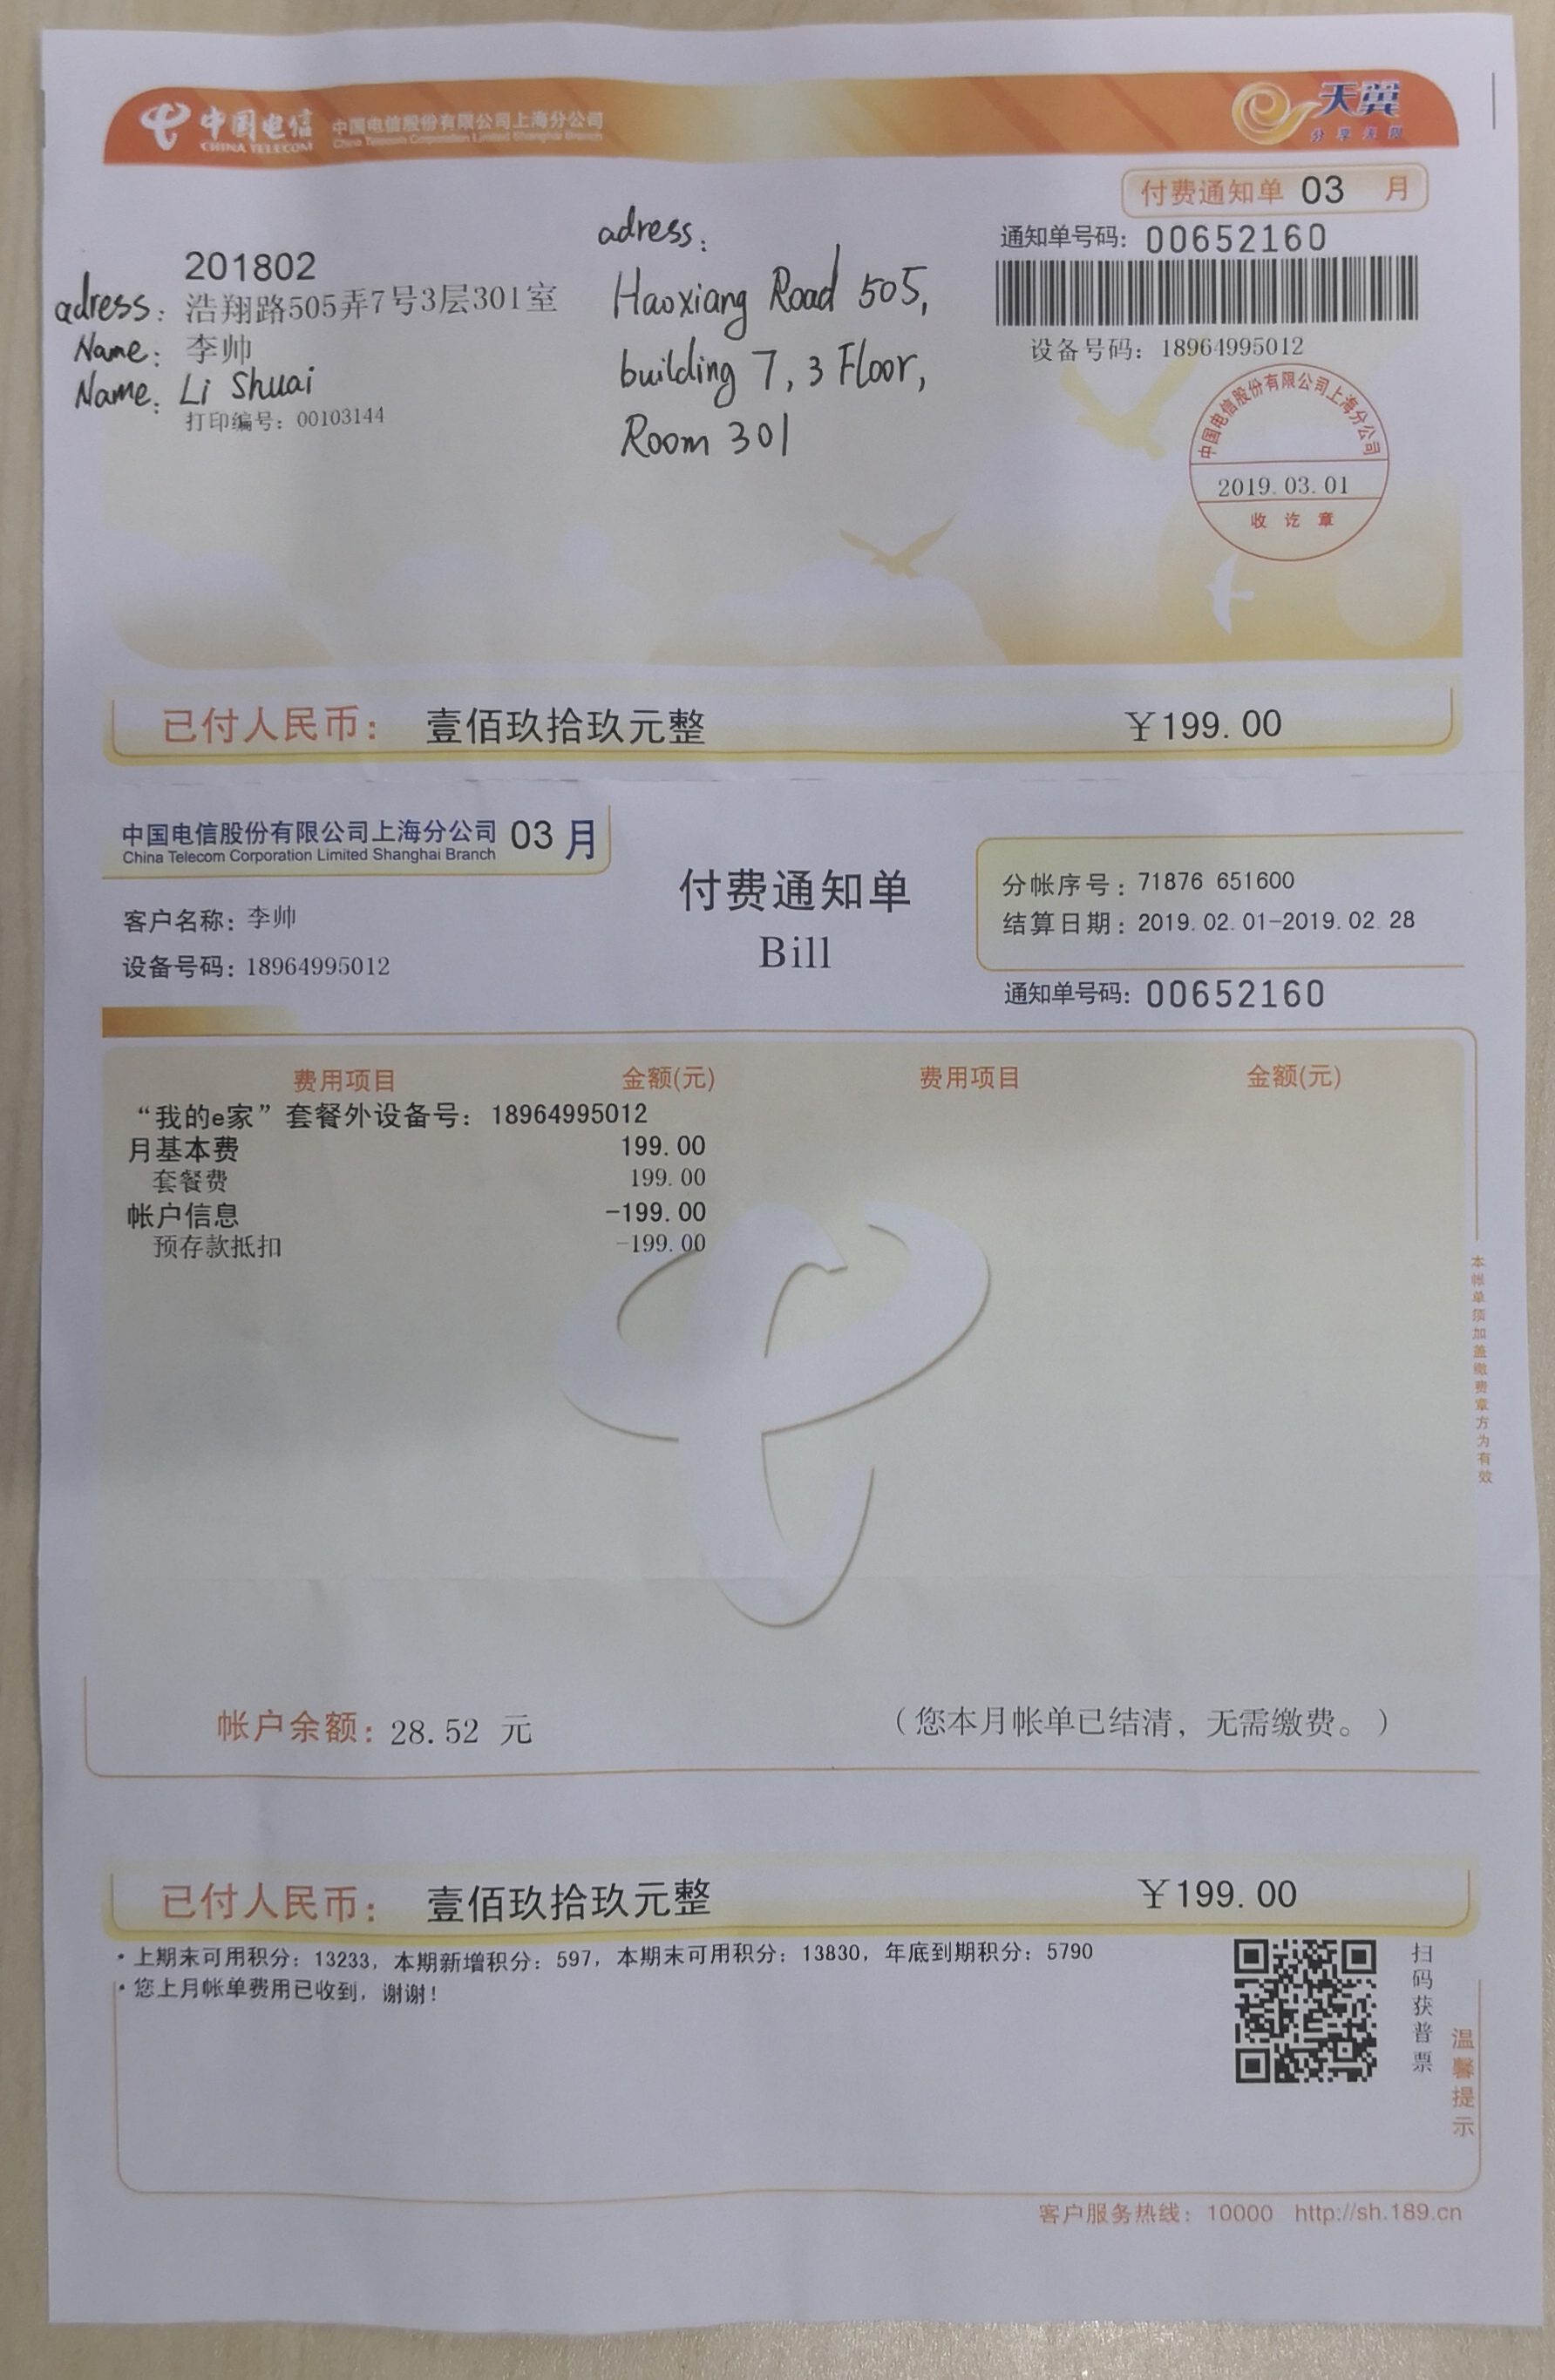 中国电信
CHINA TELECOM
中国电信股份有限公司上海分公司
China Telecom Corporation Limited Shanghai Branch
天翼
分享无限
付费通知单 03 月
通知单号码: 00652160
设备号码: 18964995012
中国电信股份有限公司上海分公司
2019.03.01
收讫章
201802
adress: 浩翔路505弄7号3层301室
Name: 李帅
Name: Li Shuai
打印编号: 00103144
adress:
Haoxiang Road 505,
building 7, 3 Floor,
Room 301
已付人民币: 壹佰玖拾玖元整 ￥199.00
中国电信股份有限公司上海分公司 03 月
China Telecom Corporation Limited Shanghai Branch
客户名称: 李帅
设备号码: 18964995012
付费通知单
Bill
分帐序号: 71876 651600
结算日期: 2019.02.01-2019.02.28
通知单号码: 00652160
费用项目 金额(元) 费用项目 金额(元)
“我的e家”套餐外设备号: 18964995012
月基本费 199.00
套餐费 199.00
帐户信息 -199.00
预存款抵扣 -199.00
本帐单须加盖缴费章方为有效
帐户余额: 28.52 元 (您本月帐单已结清, 无需缴费。)
已付人民币: 壹佰玖拾玖元整 ￥199.00
·上期末可用积分: 13233, 本期新增积分: 597, 本期末可用积分: 13830, 年底到期积分: 5790
·您上月帐单费用已收到, 谢谢!
扫码获普票
温馨提示
客户服务热线: 10000 http://sh.189.cn